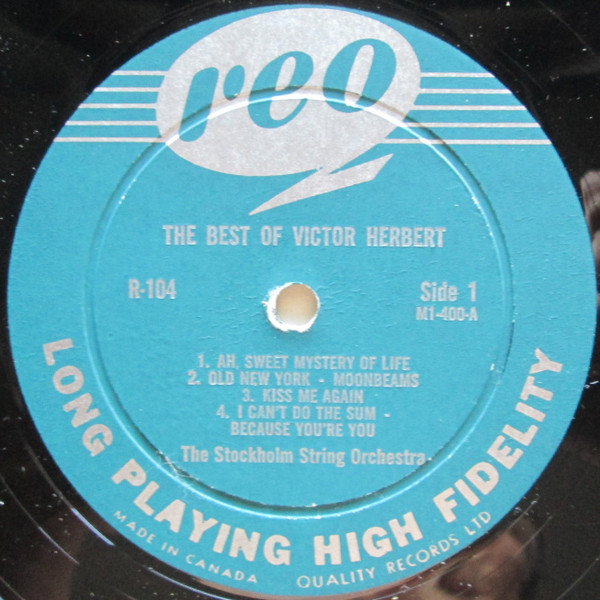 reo
THE BEST OF VICTOR HERBERT
R-104
Side 1
M1-400-A
1. AH, SWEET MYSTERY OF LIFE
2. OLD NEW YORK - MOONBEAMS
3. KISS ME AGAIN
4. I CAN'T DO THE SUM -
BECAUSE YOU'RE YOU
The Stockholm String Orchestra
LONG PLAYING HIGH FIDELITY
MADE IN CANADA QUALITY RECORDS LTD